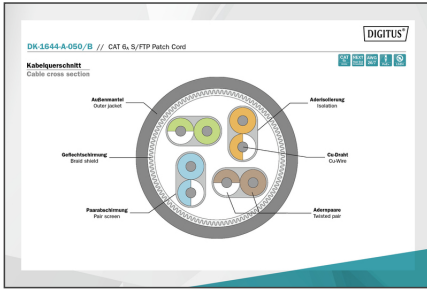 DIGITUS®
DK-1644-A-050/B // CAT 6A S/FTP Patch Cord
Kabelquerschnitt
Cable cross section
Außenmantel
Outer jacket
Aderisolierung
Isolation
Geflechtschirmung
Braid shield
Cu-Draht
Cu-Wire
Paarabschirmung
Pair screen
Aderspaare
Twisted pair